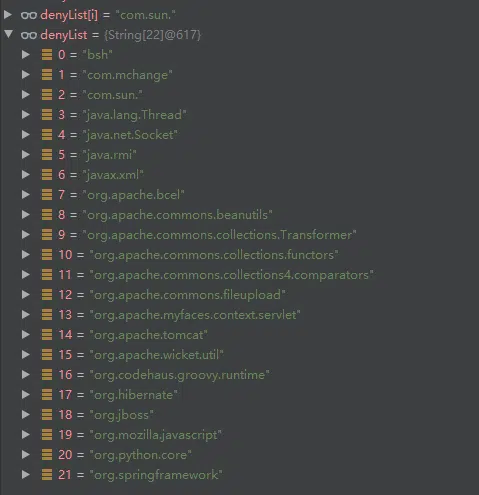 denyList[i] = "com.sun."
denyList = {String[22]@617}
0 = "bsh"
1 = "com.mchange"
2 = "com.sun."
3 = "java.lang.Thread"
4 = "java.net.Socket"
5 = "java.rmi"
6 = "javax.xml"
7 = "org.apache.bcel"
8 = "org.apache.commons.beanutils"
9 = "org.apache.commons.collections.Transformer"
10 = "org.apache.commons.collections.functors"
11 = "org.apache.commons.collections4.comparators"
12 = "org.apache.commons.fileupload"
13 = "org.apache.myfaces.context.servlet"
14 = "org.apache.tomcat"
15 = "org.apache.wicket.util"
16 = "org.codehaus.groovy.runtime"
17 = "org.hibernate"
18 = "org.jboss"
19 = "org.mozilla.javascript"
20 = "org.python.core"
21 = "org.springframework"